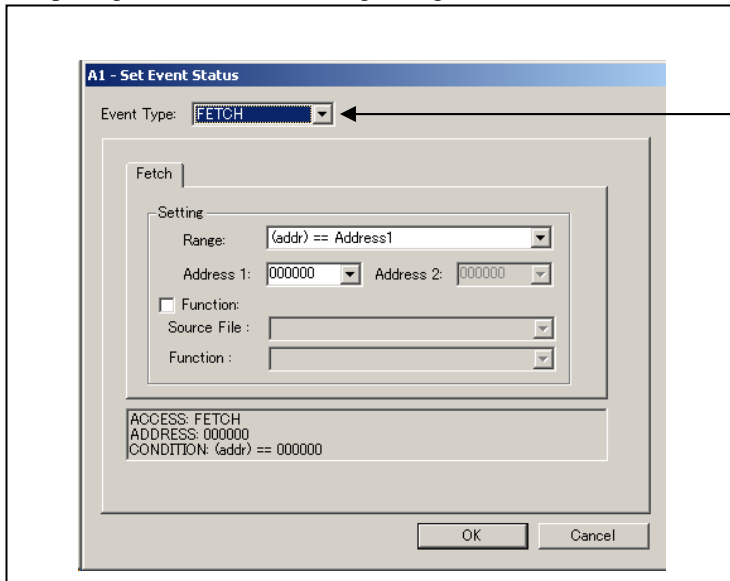 A1 - Set Event Status
Event Type: FETCH
Fetch
Setting
Range: (addr) == Address1
Address 1: 000000 Address 2: 000000
Function:
Source File :
Function :
ACCESS: FETCH
ADDRESS: 000000
CONDITION: (addr) == 000000
OK Cancel